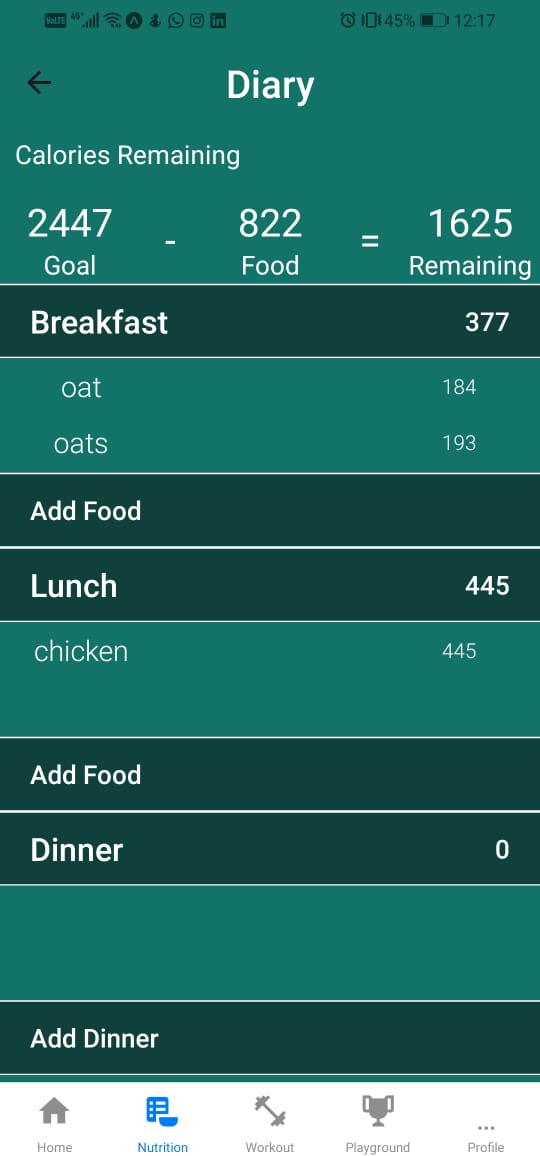 VoLTE 4G+ 45% 12:17
Diary
Calories Remaining
2447 - 822 = 1625
Goal Food Remaining
Breakfast 377
oat 184
oats 193
Add Food
Lunch 445
chicken 445
Add Food
Dinner 0
Add Dinner
Home Nutrition Workout Playground Profile